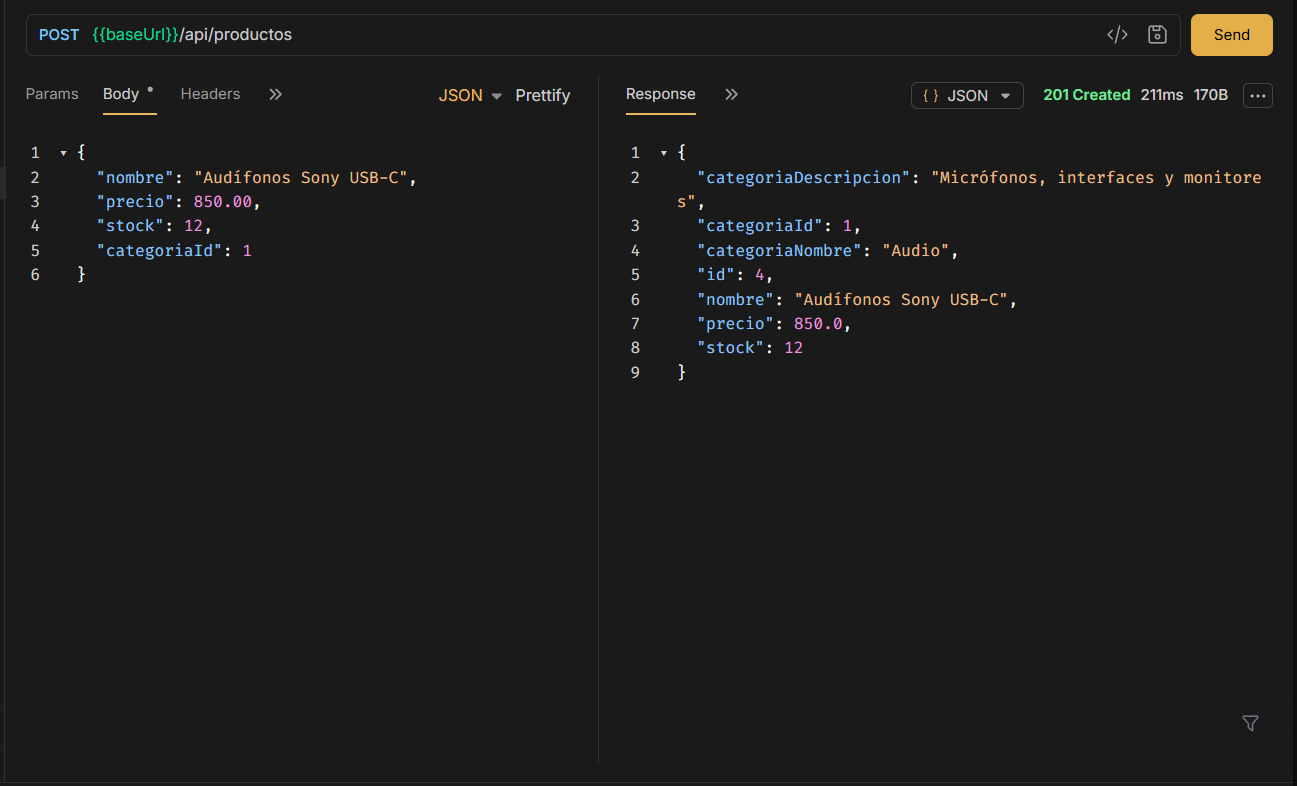 POST {{baseUrl}}/api/productos </> Send
Params Body Headers JSON Prettify
1 {
2 "nombre": "Audífonos Sony USB-C",
3 "precio": 850.00,
4 "stock": 12,
5 "categoriaId": 1
6 }
Response { } JSON 201 Created 211ms 170B ...
1 {
2 "categoriaDescripcion": "Micrófonos, interfaces y monitore
s",
3 "categoriaId": 1,
4 "categoriaNombre": "Audio",
5 "id": 4,
6 "nombre": "Audífonos Sony USB-C",
7 "precio": 850.0,
8 "stock": 12
9 }